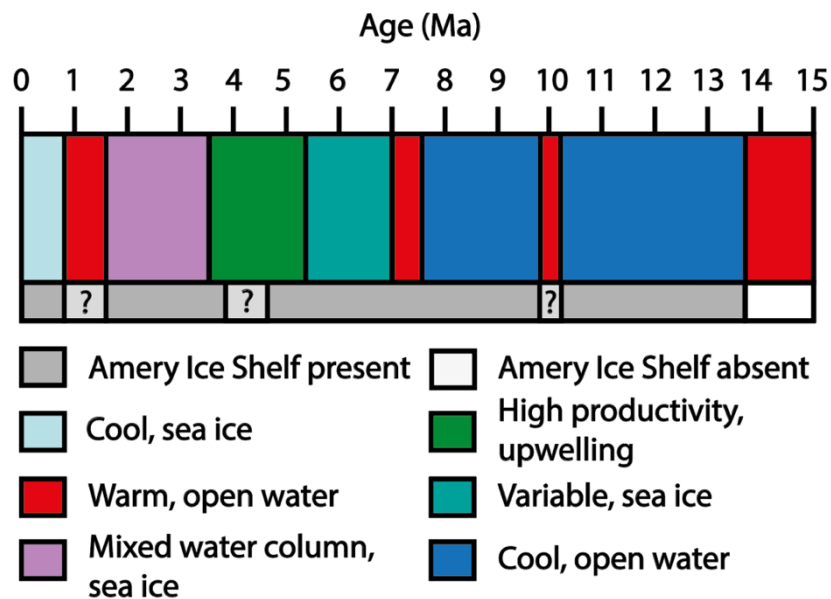 Age (Ma)
0 1 2 3 4 5 6 7 8 9 10 11 12 13 14 15
? ? ?
Amery Ice Shelf present
Amery Ice Shelf absent
Cool, sea ice
High productivity,
upwelling
Warm, open water
Variable, sea ice
Mixed water column,
sea ice
Cool, open water